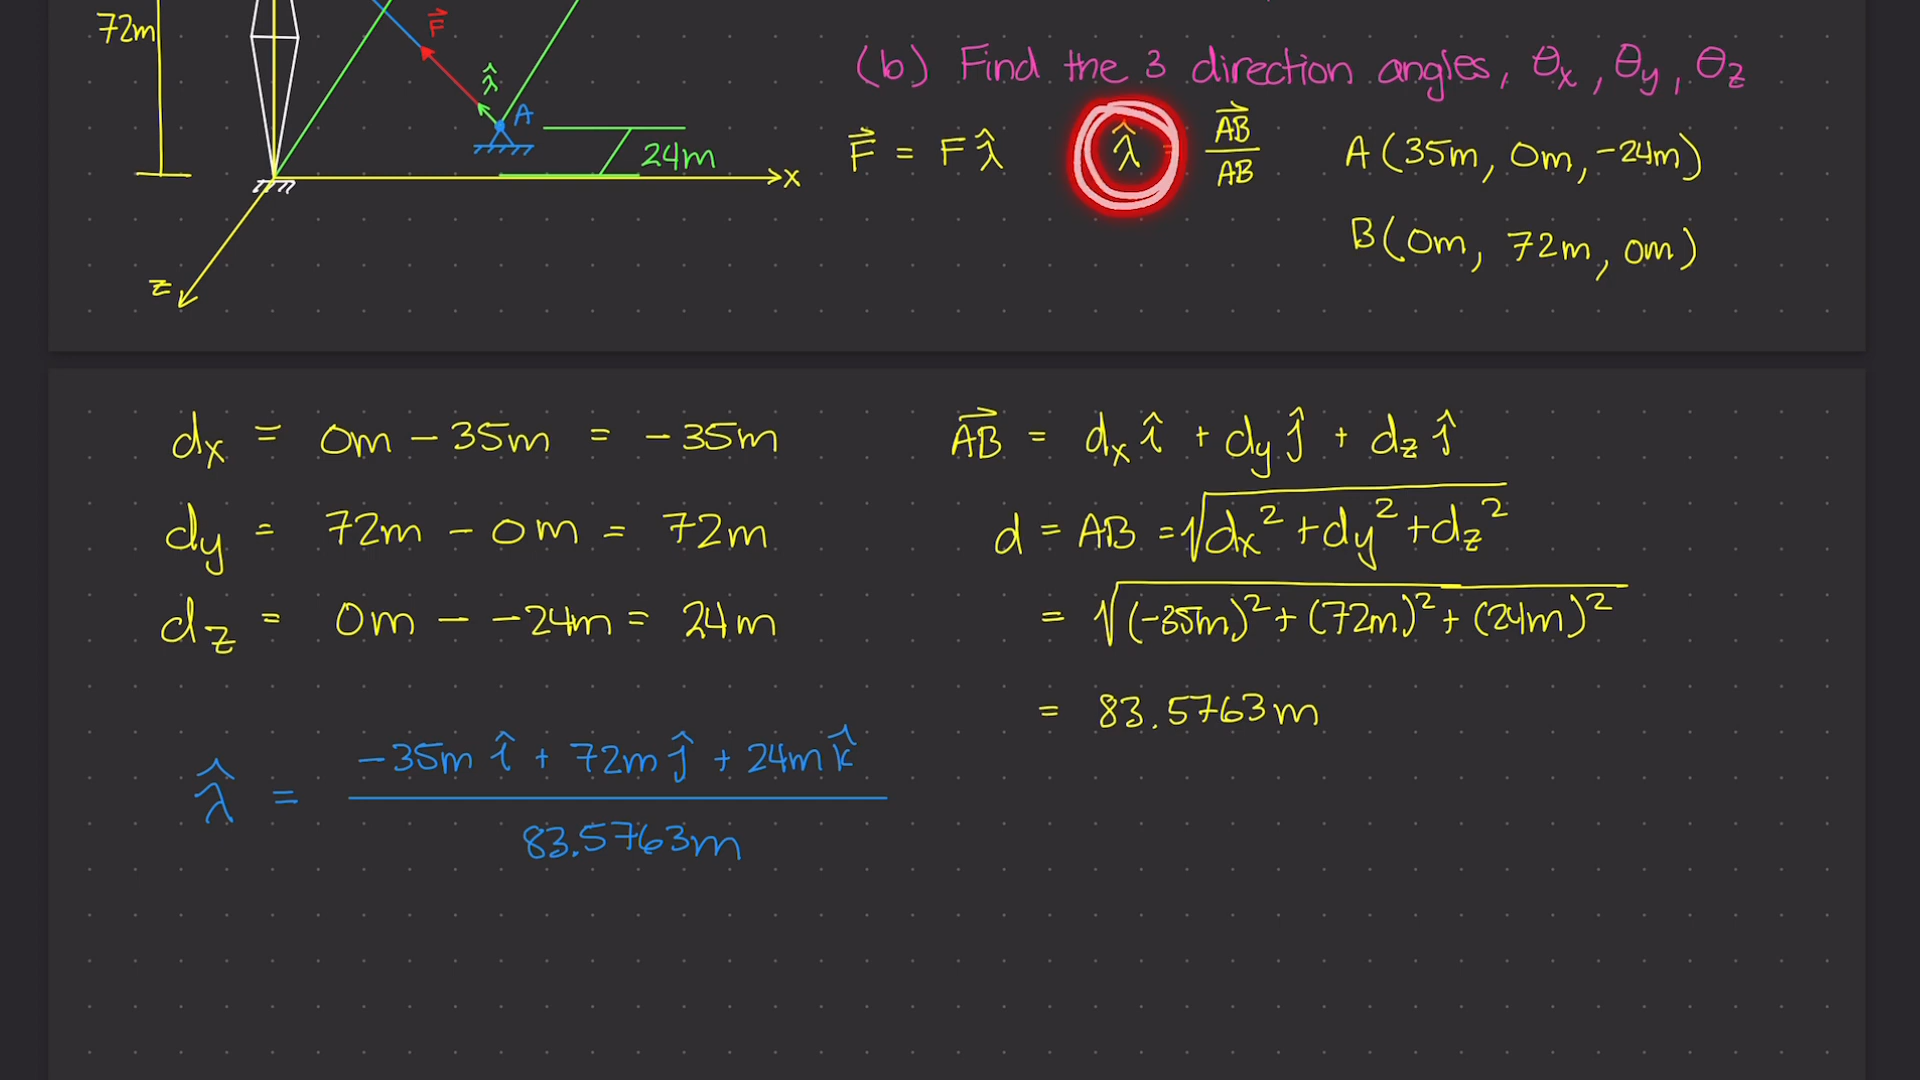 72m
F⃗
λ̂
A
24m
x
z
(b) Find the 3 direction angles, θx, θy, θz
F⃗ = Fλ̂ λ̂ = AB⃗ / AB A(35m, 0m, -24m)
B(0m, 72m, 0m)
dx = 0m - 35m = -35m
dy = 72m - 0m = 72m
dz = 0m - -24m = 24m
AB⃗ = dx î + dy ĵ + dz ĵ
d = AB = √(dx² + dy² + dz²)
= √((-35m)² + (72m)² + (24m)²)
= 83.5763m
λ̂ = -35m î + 72m ĵ + 24m k̂
83.5763m